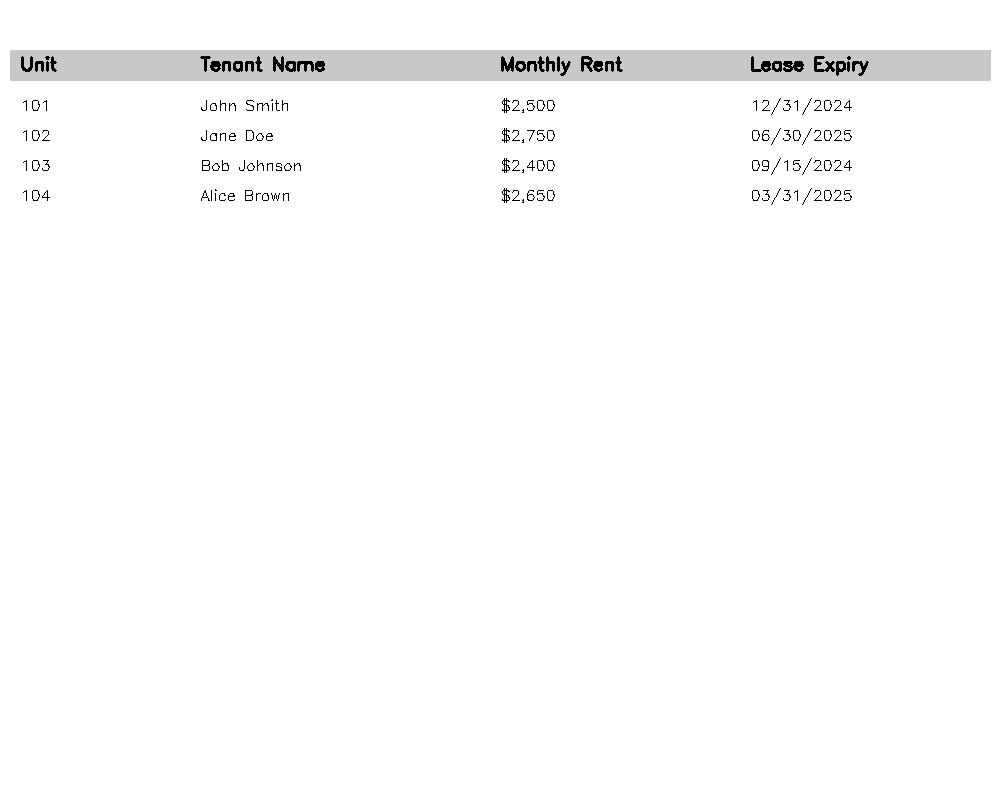 Unit Tenant Name Monthly Rent Lease Expiry
101 John Smith $2,500 12/31/2024
102 Jane Doe $2,750 06/30/2025
103 Bob Johnson $2,400 09/15/2024
104 Alice Brown $2,650 03/31/2025